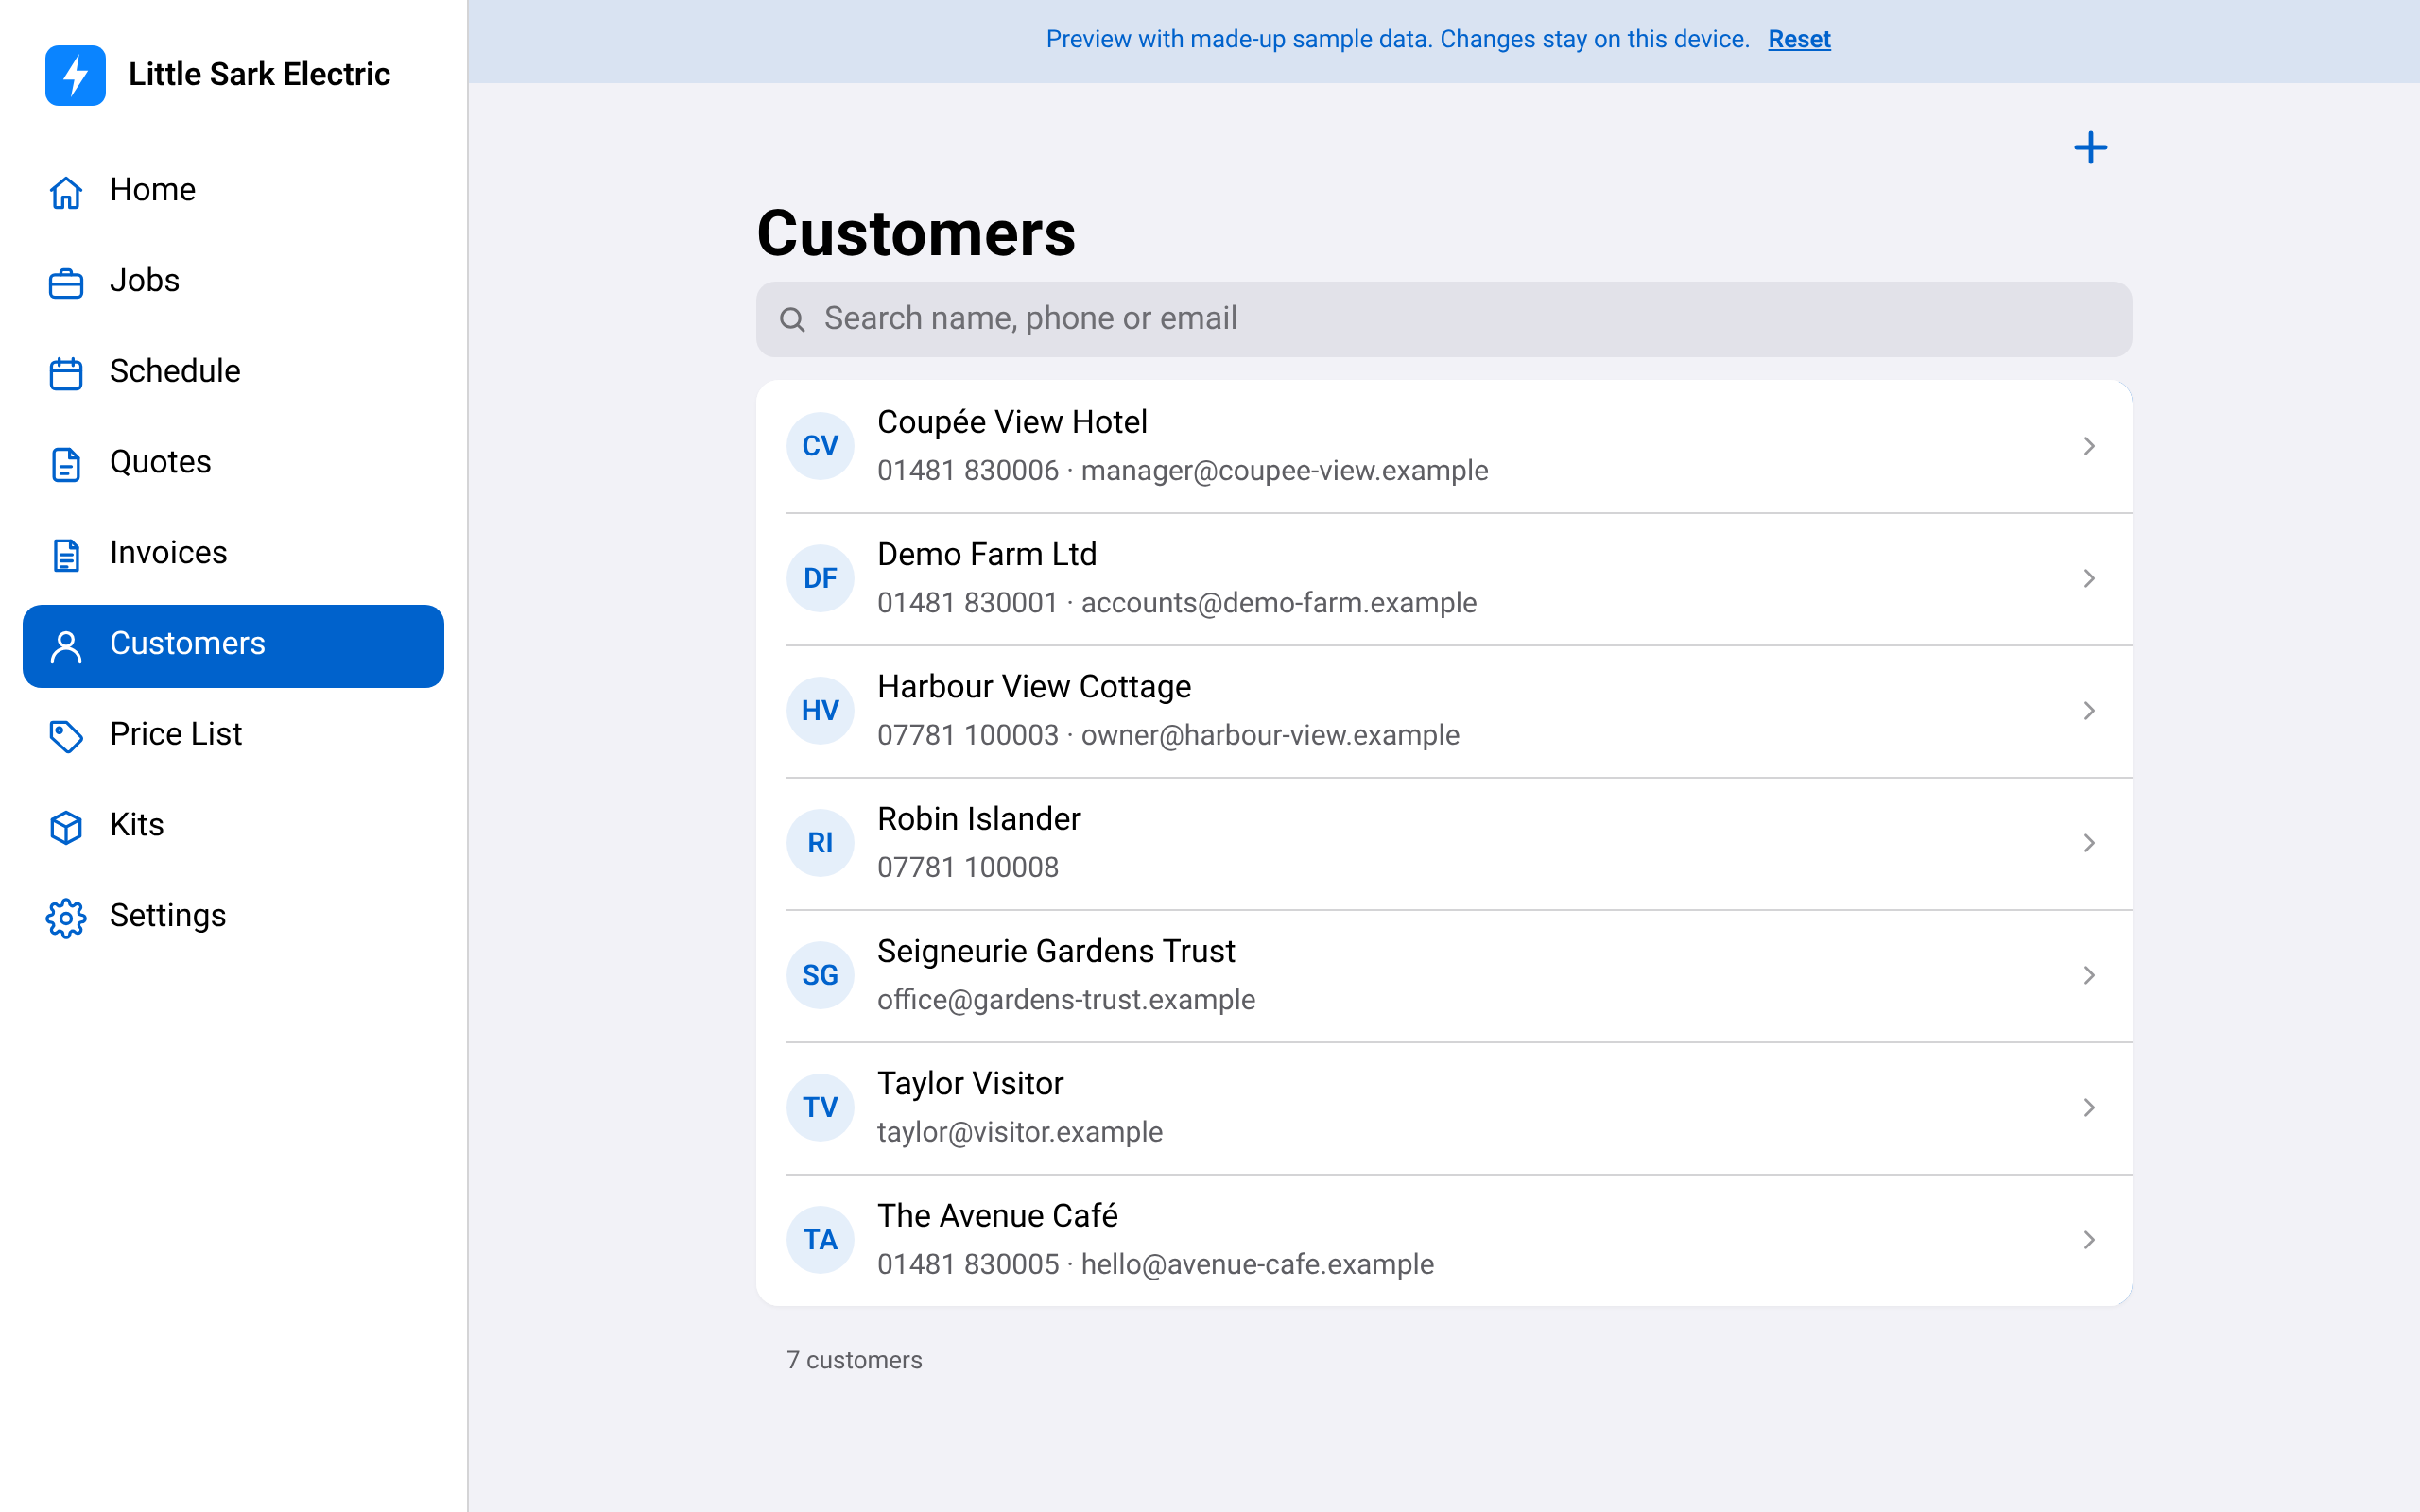 Little Sark Electric
Home
Jobs
Schedule
Quotes
Invoices
Customers
Price List
Kits
Settings
Preview with made-up sample data. Changes stay on this device. Reset
Customers
Search name, phone or email
CV
Coupée View Hotel
01481 830006 · manager@coupee-view.example
DF
Demo Farm Ltd
01481 830001 · accounts@demo-farm.example
HV
Harbour View Cottage
07781 100003 · owner@harbour-view.example
RI
Robin Islander
07781 100008
SG
Seigneurie Gardens Trust
office@gardens-trust.example
TV
Taylor Visitor
taylor@visitor.example
TA
The Avenue Café
01481 830005 · hello@avenue-cafe.example
7 customers